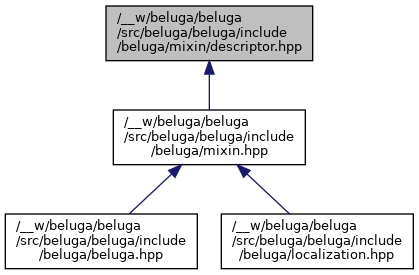 /__w/beluga/beluga
/src/beluga/beluga/include
/beluga/mixin/descriptor.hpp
/__w/beluga/beluga
/src/beluga/beluga/include
/beluga/mixin.hpp
/__w/beluga/beluga
/src/beluga/beluga/include
/beluga/beluga.hpp
/__w/beluga/beluga
/src/beluga/beluga/include
/beluga/localization.hpp